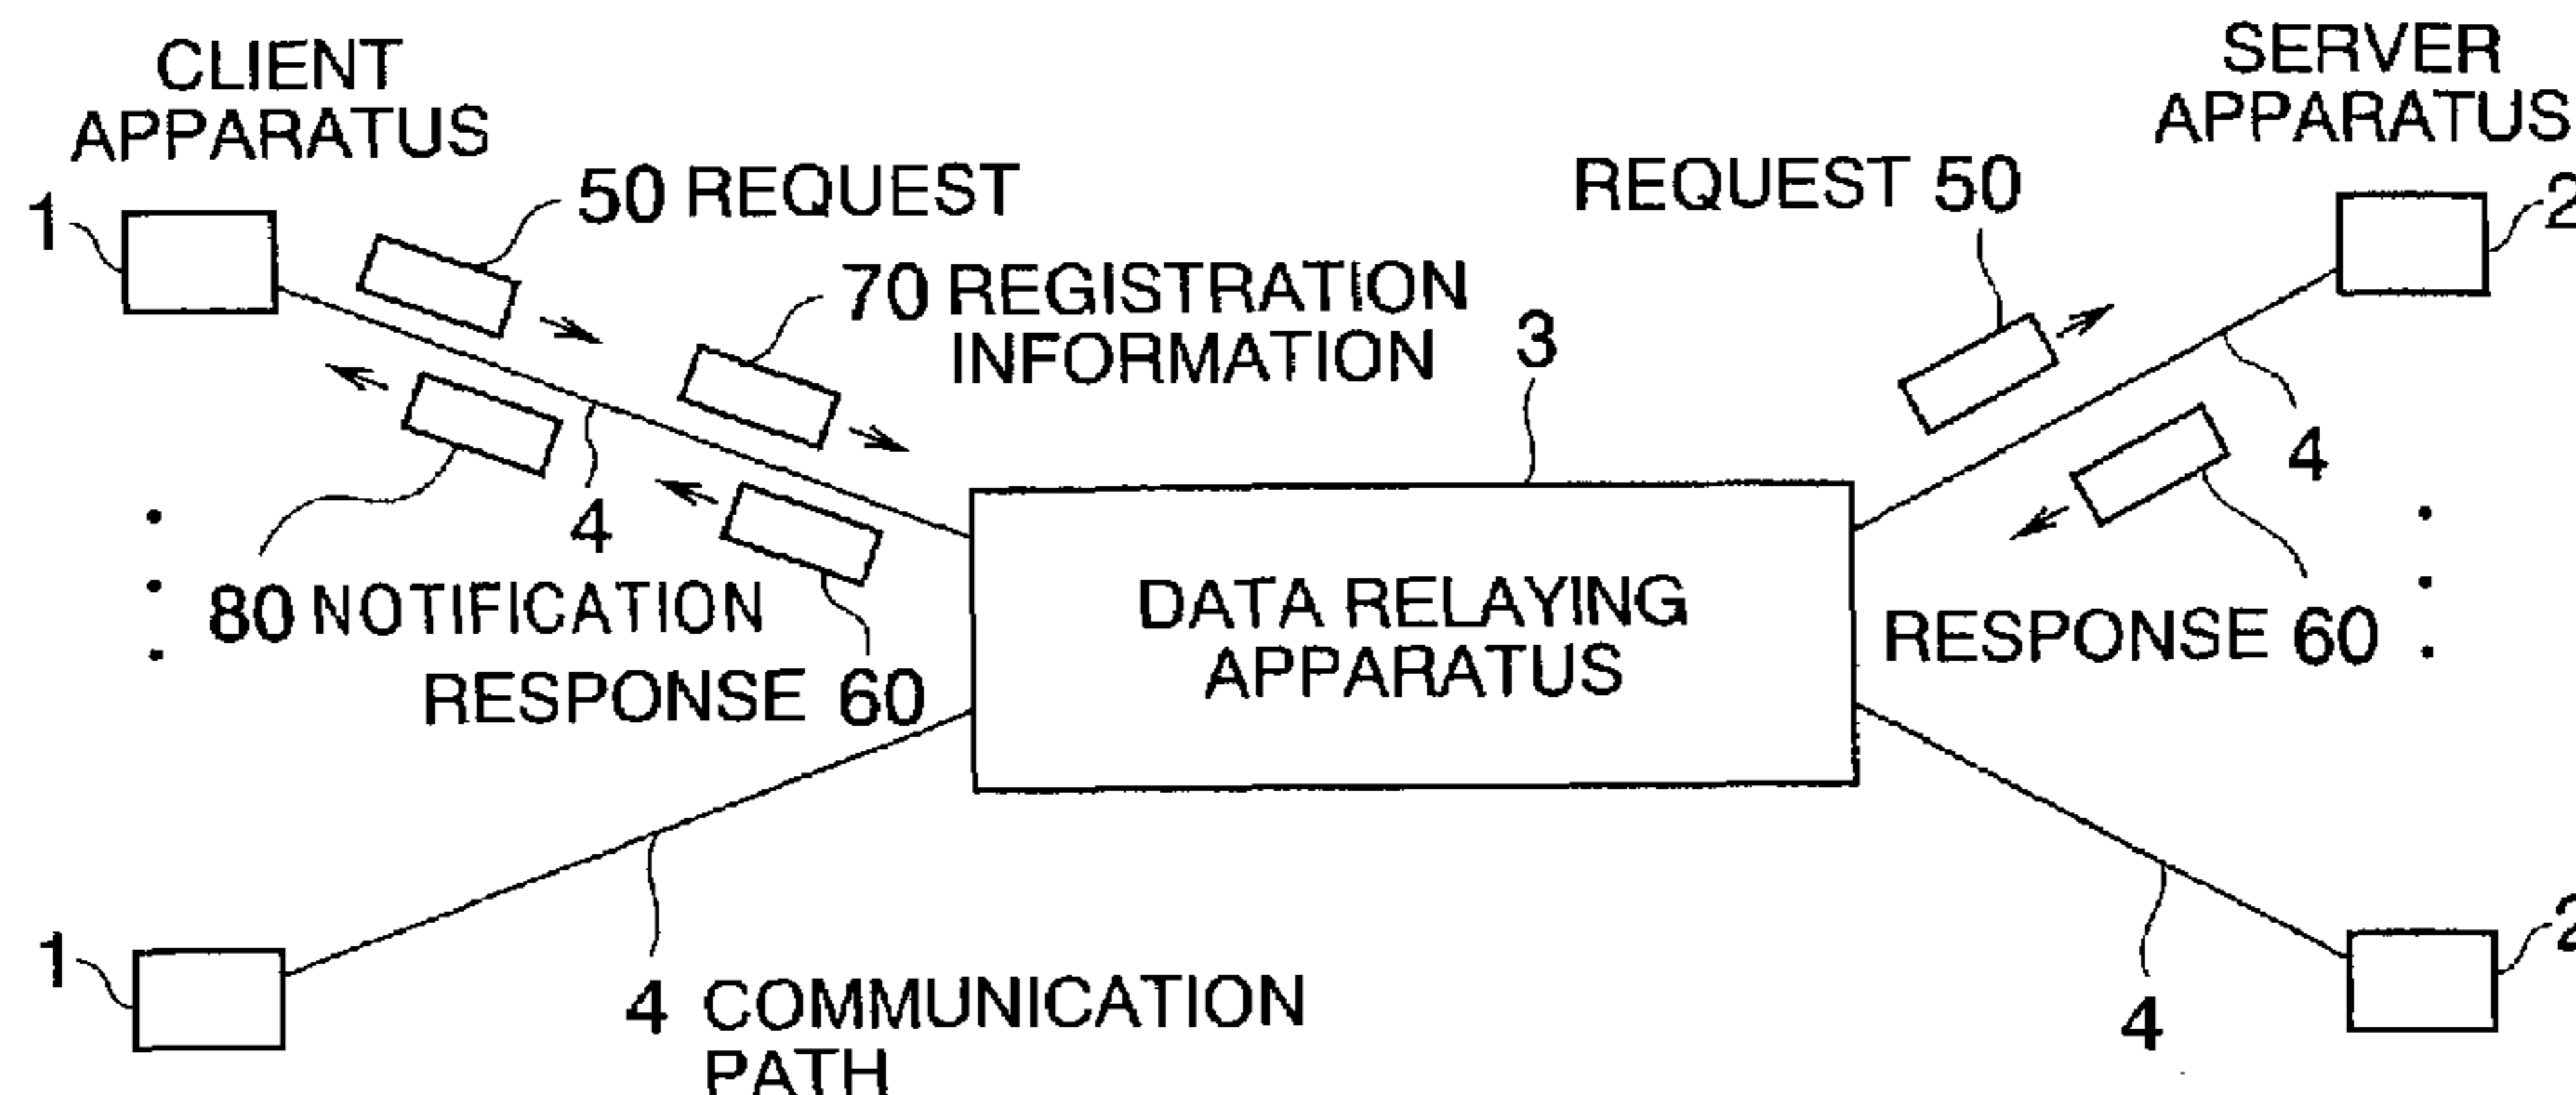 CLIENT
APPARATUS
SERVER
APPARATUS
1
50 REQUEST
REQUEST 50
2
70 REGISTRATION
INFORMATION
3
4
4
80 NOTIFICATION
RESPONSE 60
DATA RELAYING
APPARATUS
RESPONSE 60
1
4 COMMUNICATION
PATH
4
2